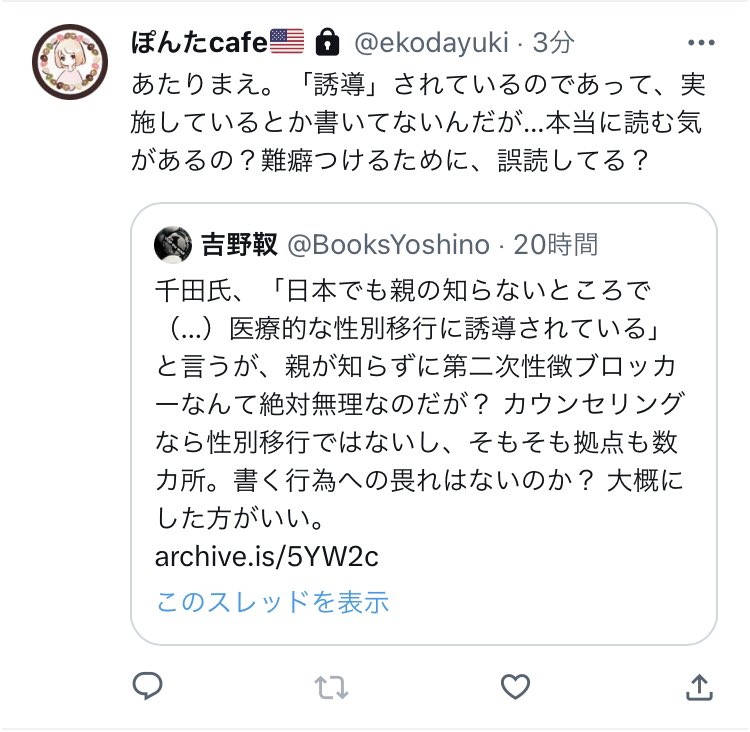 ぽんたcafe🇺🇸🔒 @ekodayuki · 3分
あたりまえ。「誘導」されているのであって、実
施しているとか書いてないんだが...本当に読む気
があるの？難癖つけるために、誤読してる？
吉野靫 @BooksYoshino · 20時間
千田氏、「日本でも親の知らないところで
（...）医療的な性別移行に誘導されている」
と言うが、親が知らずに第二次性徴ブロッカ
ーなんて絶対無理なのだが？ カウンセリング
なら性別移行ではないし、そもそも拠点も数
カ所。書く行為への畏れはないのか？ 大概に
した方がいい。
archive.is/5YW2c
このスレッドを表示